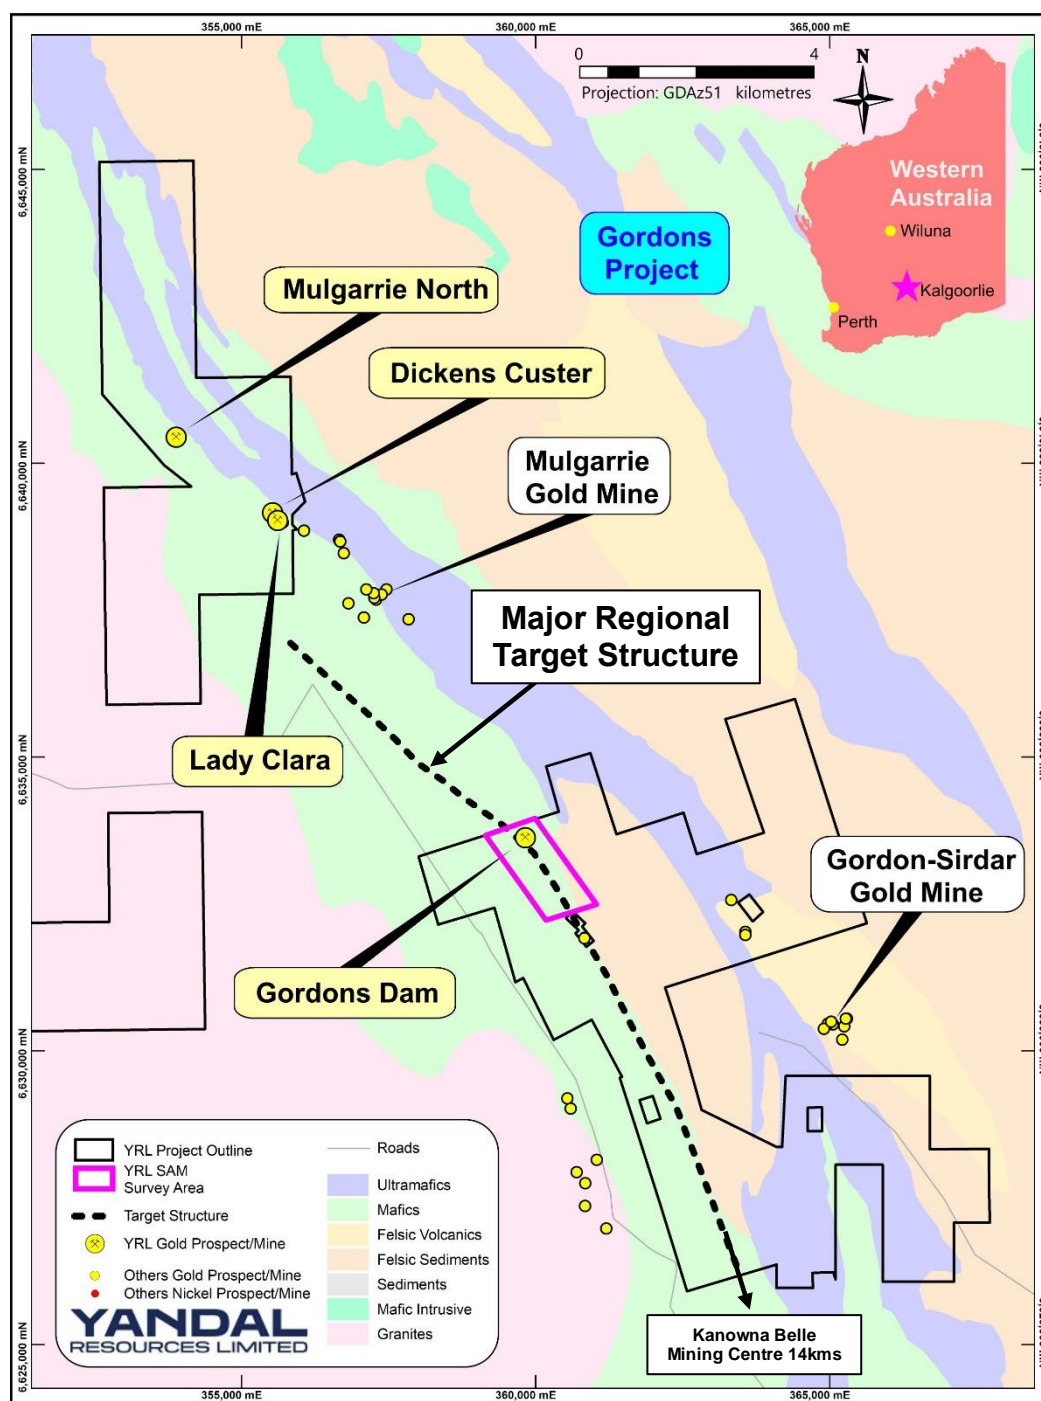 355,000 mE
360,000 mE
365,000 mE
0
4
Projection: GDAz51 kilometres
N
6,645,000 mN
6,640,000 mN
6,635,000 mN
6,630,000 mN
6,625,000 mN
Western
Australia
Wiluna
Kalgoorlie
Perth
Gordons
Project
Mulgarrie North
Dickens Custer
Mulgarrie
Gold Mine
Major Regional
Target Structure
Lady Clara
Gordon-Sirdar
Gold Mine
Gordons Dam
Kanowna Belle
Mining Centre 14kms
YRL Project Outline
YRL SAM
Survey Area
Target Structure
YRL Gold Prospect/Mine
Others Gold Prospect/Mine
Others Nickel Prospect/Mine
Roads
Ultramafics
Mafics
Felsic Volcanics
Felsic Sediments
Sediments
Mafic Intrusive
Granites
YANDAL
RESOURCES LIMITED
355,000 mE
360,000 mE
365,000 mE